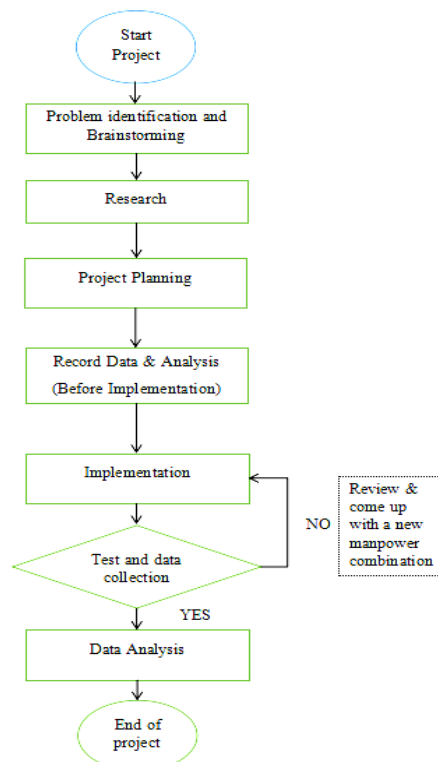 Start
Project
Problem identification and
Brainstorming
Research
Project Planning
Record Data & Analysis
(Before Implementation)
Implementation
Review &
come up
with a new
manpower
combination
NO
Test and data
collection
YES
Data Analysis
End of
project